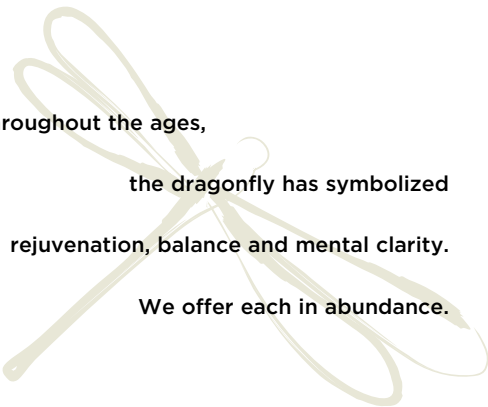 roughout the ages,
the dragonfly has symbolized
rejuvenation, balance and mental clarity.
We offer each in abundance.